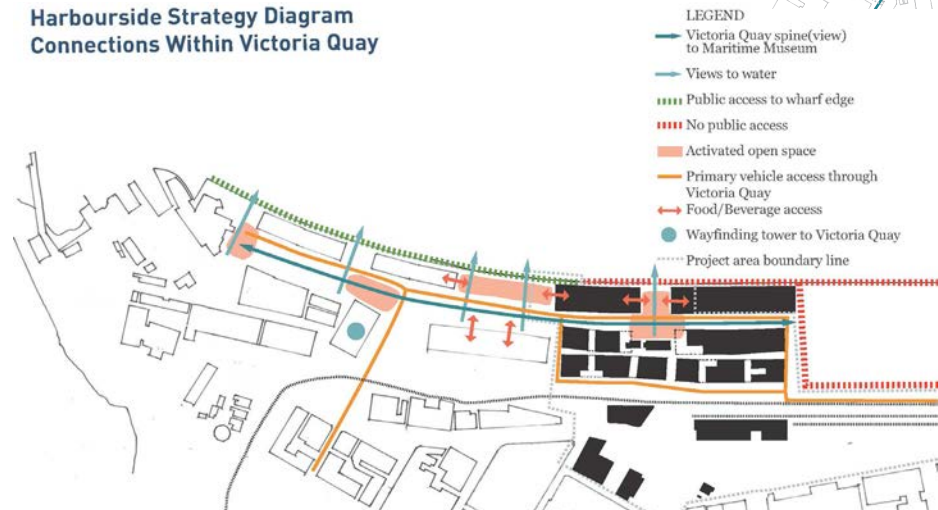 Harbourside Strategy Diagram
Connections Within Victoria Quay
LEGEND
Victoria Quay spine(view)
to Maritime Museum
Views to water
Public access to wharf edge
No public access
Activated open space
Primary vehicle access through
Victoria Quay
Food/Beverage access
Wayfinding tower to Victoria Quay
Project area boundary line